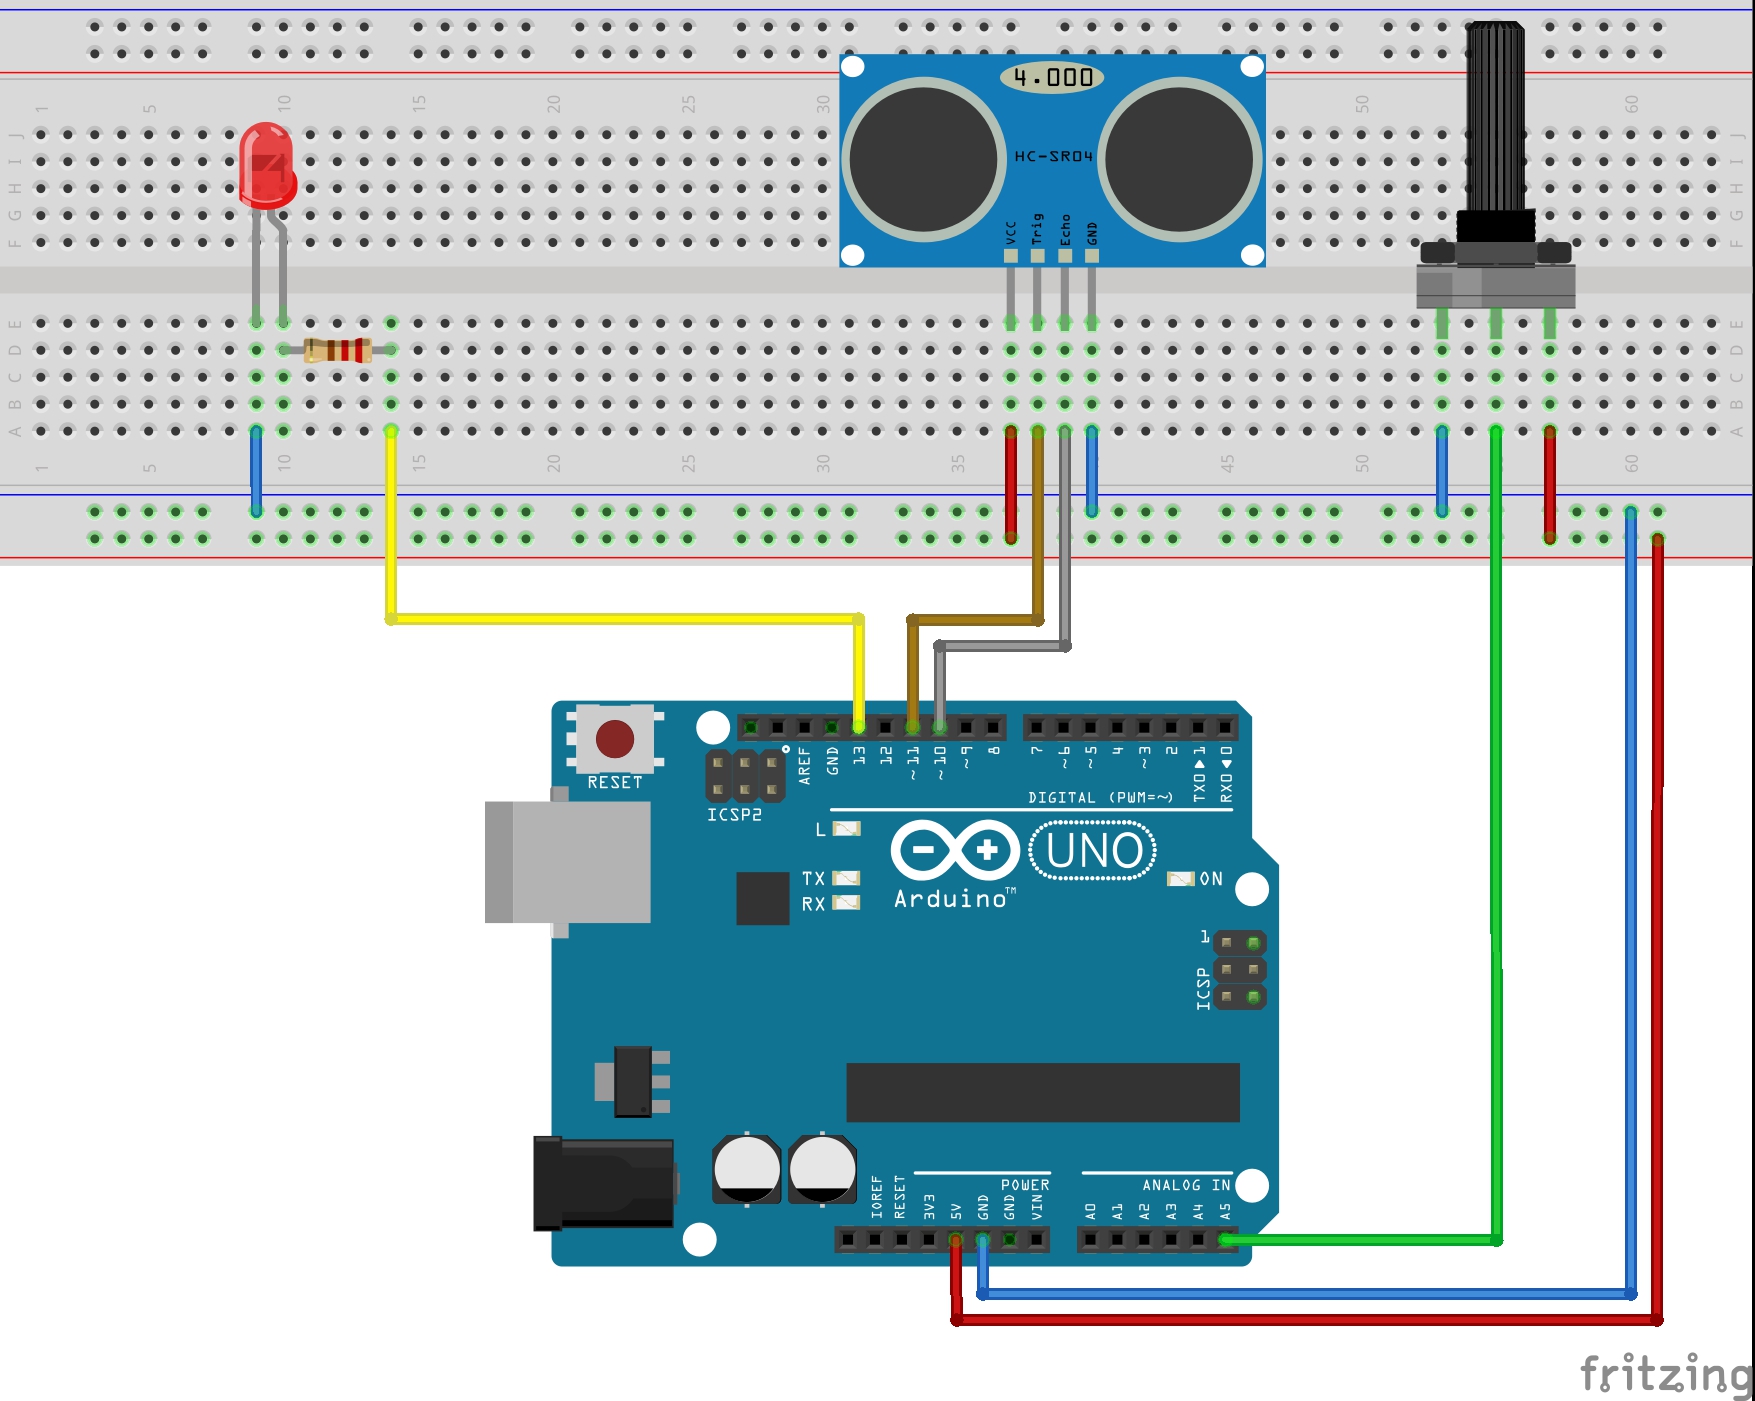 1 5 10 15 20 25 30 50 60
4.000
J J
I I
HC-SR04
H H
G G
F F
VCC Trig Echo GND
E E
D D
C C
B B
A A
1 5 10 15 20 25 30 35 45 50 60
RESET
ICSP2
AREF GND 13 12 ~11 ~10 ~9 8 7 ~6 ~5 4 ~3 2 TX0▶1 RX0◀0
DIGITAL (PWM=~)
L
UNO
TX
RX
ON
Arduino™
1
ICSP
POWER
ANALOG IN
IOREF RESET 3V3 5V GND GND VIN A0 A1 A2 A3 A4 A5
fritzing